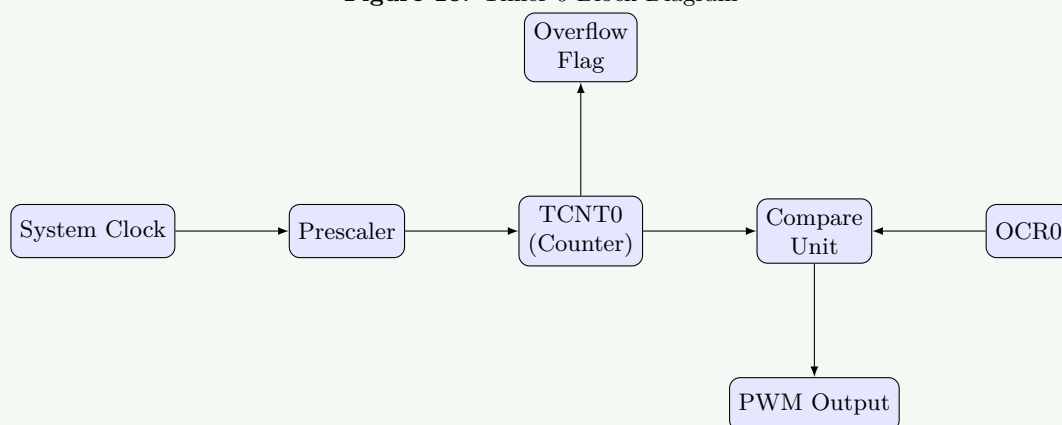 Overflow
Flag
System Clock
Prescaler
TCNT0
(Counter)
Compare
Unit
OCR0
PWM Output